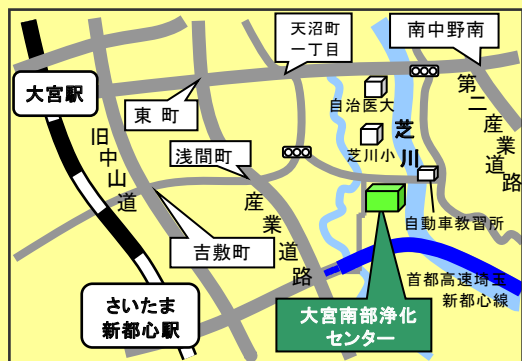 天沼町
一丁目
南中野南
大宮駅
東町
自治医大
芝川小
芝川
第二産業道路
旧中山道
浅間町
産業道路
自動車教習所
吉敷町
さいたま
新都心駅
首都高速埼玉
新都心線
大宮南部浄化
センター